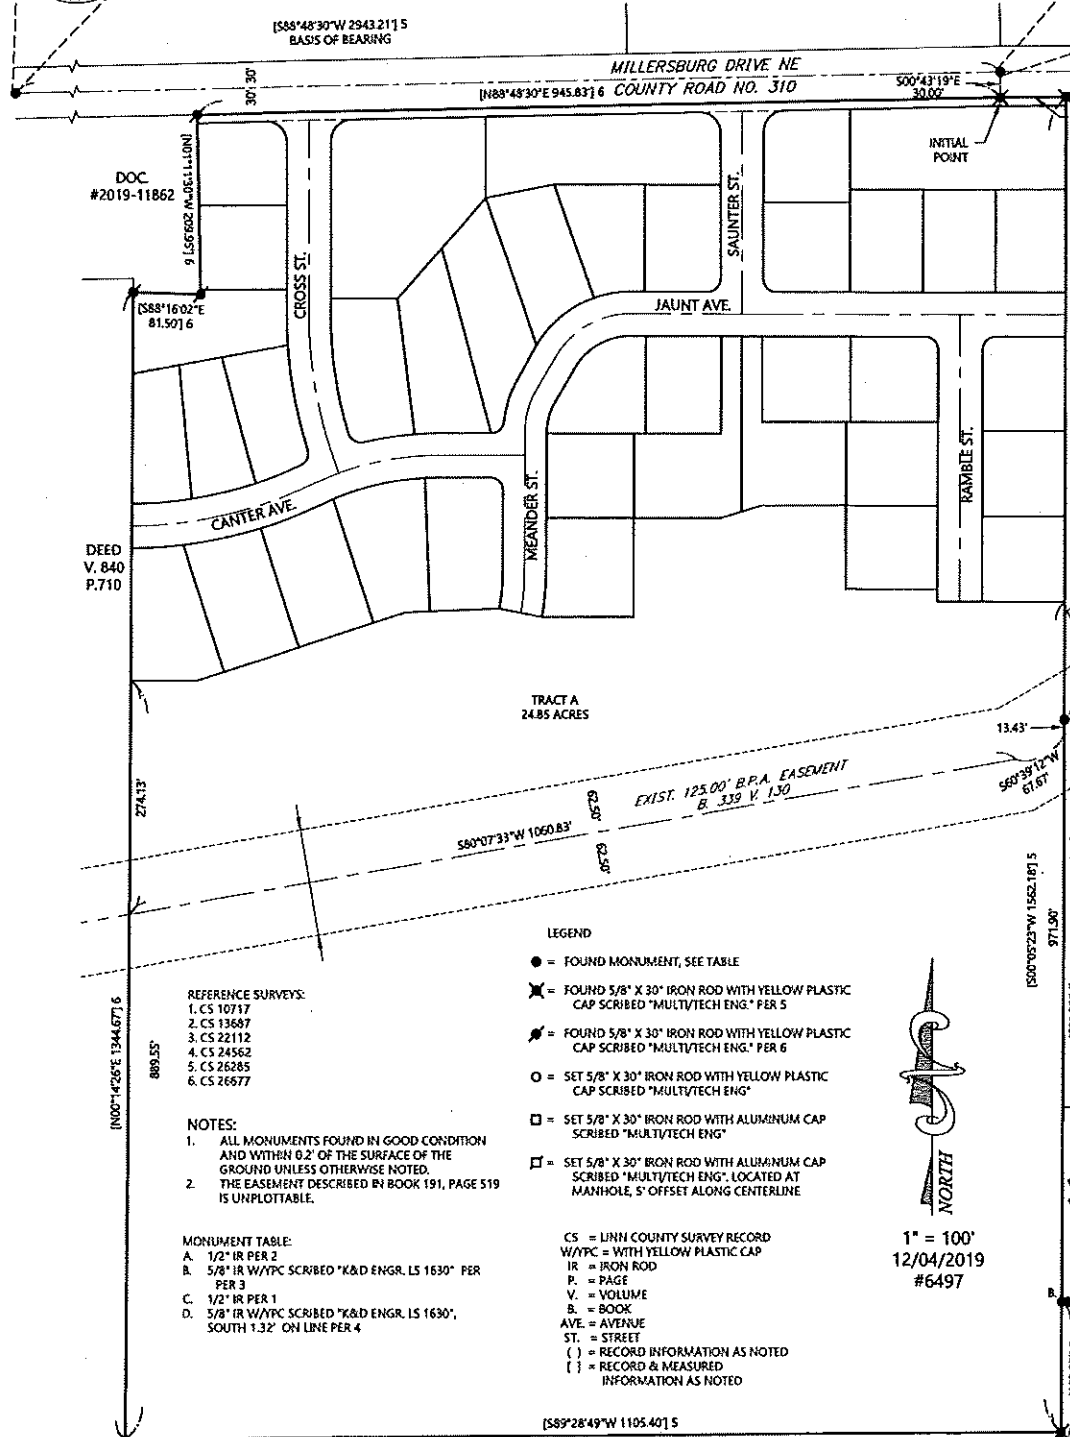 [S88°48'30"W 2943.21'] 5
BASIS OF BEARING
30'
30'
MILLERSBURG DRIVE NE
[N88°48'30"E 945.83'] 6
COUNTY ROAD NO. 310
S00°43'19"E
30.00'
INITIAL
POINT
DOC.
#2019-11862
[N01°11'30"W 209.95'] 6
[S88°16'02"E
81.50'] 6
CROSS ST.
SAUNTER ST.
JAUNT AVE.
RAMBLE ST.
MEANDER ST.
CANTER AVE.
DEED
V. 840
P.710
TRACT A
24.85 ACRES
274.13'
13.43'
S60°39'12"W
67.67'
EXIST. 125.00' B.P.A. EASEMENT
B. 339 V. 130
62.50'
62.50'
S80°07'33"W 1060.83'
[S00°05'23"W 1562.18'] 5
971.90'
[N00°14'26"E 1344.67'] 6
889.55'
REFERENCE SURVEYS:
1. CS 10717
2. CS 13687
3. CS 22112
4. CS 24562
5. CS 26285
6. CS 26677
NOTES:
1. ALL MONUMENTS FOUND IN GOOD CONDITION
AND WITHIN 0.2' OF THE SURFACE OF THE
GROUND UNLESS OTHERWISE NOTED.
2. THE EASEMENT DESCRIBED IN BOOK 191, PAGE 519
IS UNPLOTTABLE.
MONUMENT TABLE:
A. 1/2" IR PER 2
B. 5/8" IR W/YPC SCRIBED "K&D ENGR. LS 1630" PER
PER 3
C. 1/2" IR PER 1
D. 5/8" IR W/YPC SCRIBED "K&D ENGR. LS 1630",
SOUTH 1.32' ON LINE PER 4
LEGEND
= FOUND MONUMENT, SEE TABLE
= FOUND 5/8" X 30" IRON ROD WITH YELLOW PLASTIC
CAP SCRIBED "MULTI/TECH ENG." PER 5
= FOUND 5/8" X 30" IRON ROD WITH YELLOW PLASTIC
CAP SCRIBED "MULTI/TECH ENG." PER 6
= SET 5/8" X 30" IRON ROD WITH YELLOW PLASTIC
CAP SCRIBED "MULTI/TECH ENG"
= SET 5/8" X 30" IRON ROD WITH ALUMINUM CAP
SCRIBED "MULTI/TECH ENG"
= SET 5/8" X 30" IRON ROD WITH ALUMINUM CAP
SCRIBED "MULTI/TECH ENG". LOCATED AT
MANHOLE, 5' OFFSET ALONG CENTERLINE
CS = LINN COUNTY SURVEY RECORD
W/YPC = WITH YELLOW PLASTIC CAP
IR = IRON ROD
P. = PAGE
V. = VOLUME
B. = BOOK
AVE. = AVENUE
ST. = STREET
( ) = RECORD INFORMATION AS NOTED
[ ] = RECORD & MEASURED
INFORMATION AS NOTED
NORTH
1" = 100'
12/04/2019
#6497
B.
[S89°28'49"W 1105.40'] 5